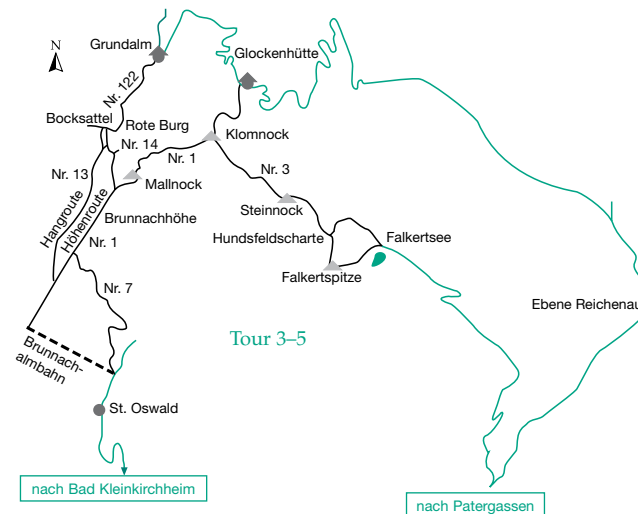 Grundalm
N
Glockenhütte
Nr. 122
Bocksattel
Rote Burg
Klomnock
Nr. 14
Nr. 1
Nr. 3
Nr. 13
Mallnock
Hangroute
Höhenroute
Brunnachhöhe
Steinnock
Hundsfeldscharte
Falkertsee
Nr. 1
Falkertspitze
Nr. 7
Ebene Reichenau
Tour 3–5
Brunnach-
almbahn
St. Oswald
nach Bad Kleinkirchheim
nach Patergassen